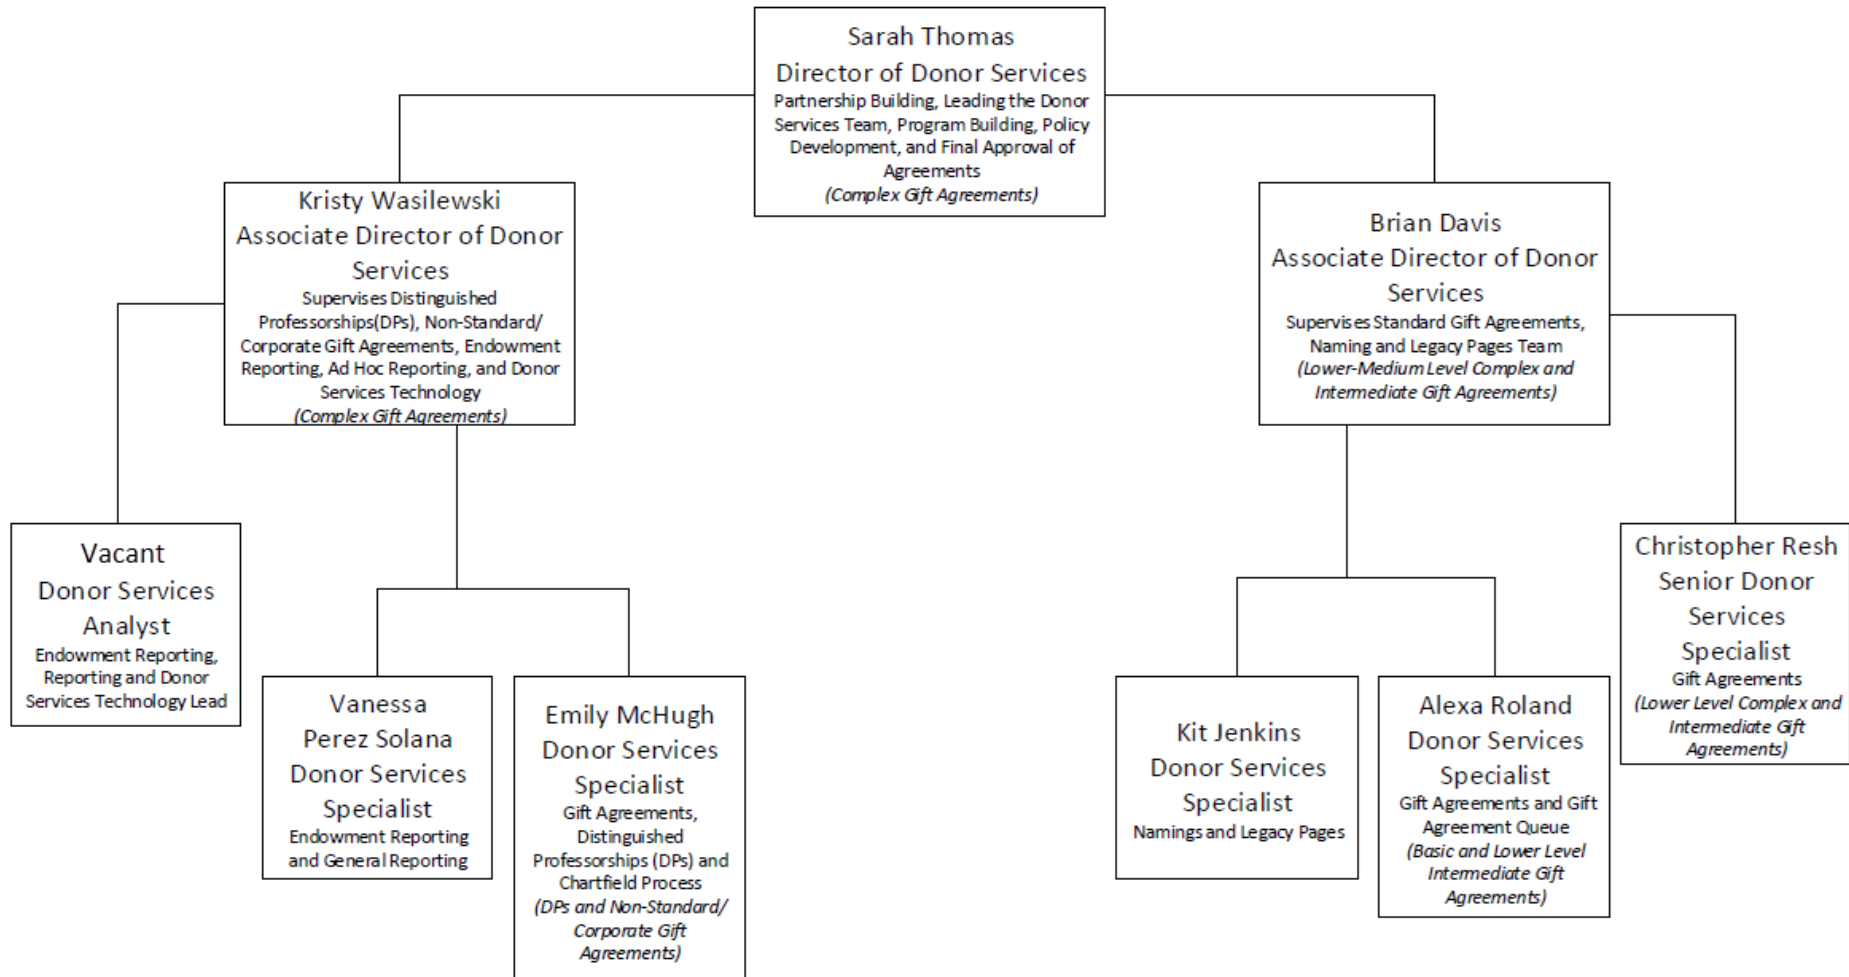 Sarah Thomas
Director of Donor Services
Partnership Building, Leading the Donor
Services Team, Program Building, Policy
Development, and Final Approval of
Agreements
(Complex Gift Agreements)
Kristy Wasilewski
Associate Director of Donor
Services
Supervises Distinguished
Professorships(DPs), Non-Standard/
Corporate Gift Agreements, Endowment
Reporting, Ad Hoc Reporting, and Donor
Services Technology
(Complex Gift Agreements)
Brian Davis
Associate Director of Donor
Services
Supervises Standard Gift Agreements,
Naming and Legacy Pages Team
(Lower-Medium Level Complex and
Intermediate Gift Agreements)
Vacant
Donor Services
Analyst
Endowment Reporting,
Reporting and Donor
Services Technology Lead
Vanessa
Perez Solana
Donor Services
Specialist
Endowment Reporting
and General Reporting
Emily McHugh
Donor Services
Specialist
Gift Agreements,
Distinguished
Professorships (DPs) and
Chartfield Process
(DPs and Non-Standard/
Corporate Gift
Agreements)
Kit Jenkins
Donor Services
Specialist
Namings and Legacy Pages
Alexa Roland
Donor Services
Specialist
Gift Agreements and Gift
Agreement Queue
(Basic and Lower Level
Intermediate Gift
Agreements)
Christopher Resh
Senior Donor
Services
Specialist
Gift Agreements
(Lower Level Complex and
Intermediate Gift
Agreements)